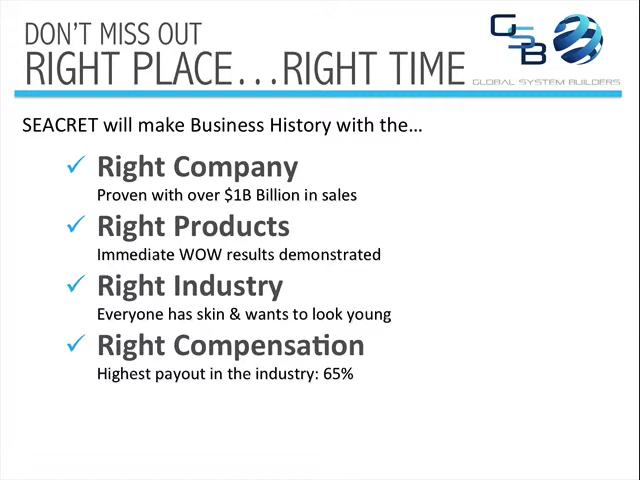 DON'T MISS OUT
RIGHT PLACE...RIGHT TIME
GSB
GLOBAL SYSTEM BUILDERS
SEACRET will make Business History with the...
✓ Right Company
Proven with over $1B Billion in sales
✓ Right Products
Immediate WOW results demonstrated
✓ Right Industry
Everyone has skin & wants to look young
✓ Right Compensation
Highest payout in the industry: 65%